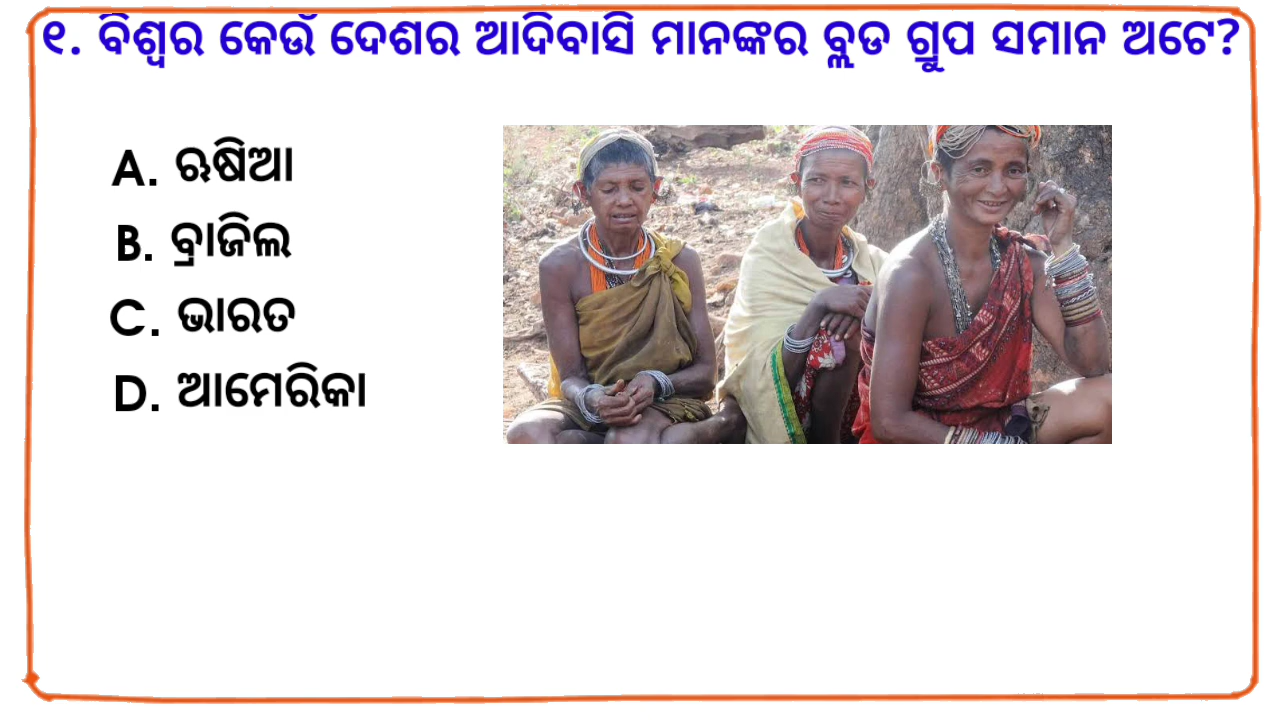 ୧. ବିଶ୍ୱର କେଉଁ ଦେଶର ଆଦିବାସି ମାନଙ୍କର ବ୍ଲଡ ଗ୍ରୁପ ସମାନ ଅଟେ?
A. ଋଷିଆ
B. ବ୍ରାଜିଲ
C. ଭାରତ
D. ଆମେରିକା